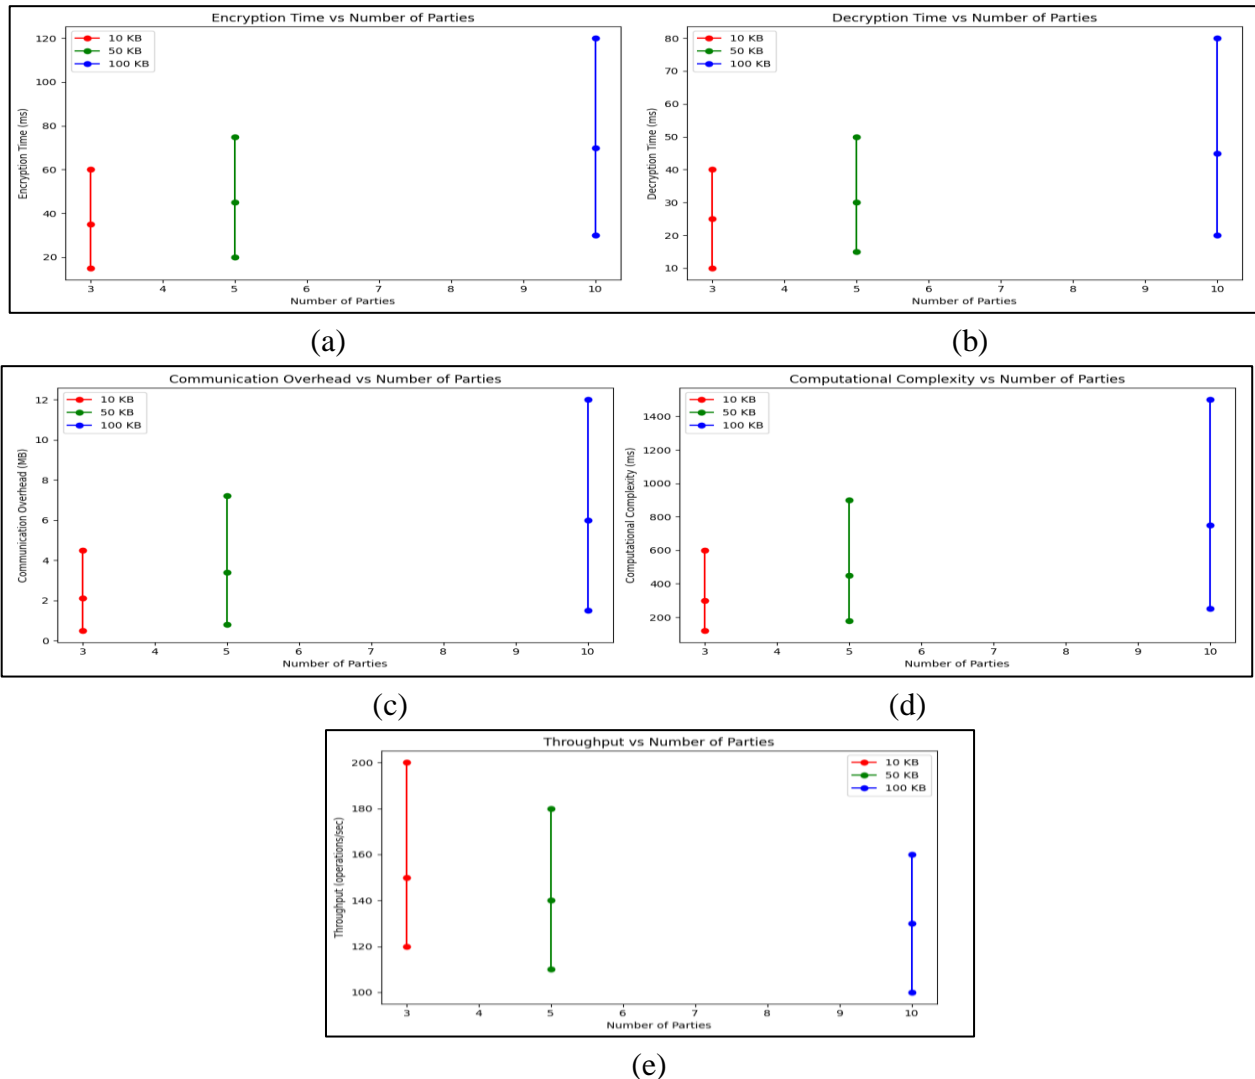 Encryption Time vs Number of Parties
10 KB
50 KB
100 KB
120
100
80
60
40
20
Encryption Time (ms)
3 4 5 6 7 8 9 10
Number of Parties
Decryption Time vs Number of Parties
10 KB
50 KB
100 KB
80
70
60
50
40
30
20
10
Decryption Time (ms)
3 4 5 6 7 8 9 10
Number of Parties
(a)
(b)
Communication Overhead vs Number of Parties
10 KB
50 KB
100 KB
12
10
8
6
4
2
0
Communication Overhead (MB)
3 4 5 6 7 8 9 10
Number of Parties
Computational Complexity vs Number of Parties
10 KB
50 KB
100 KB
1400
1200
1000
800
600
400
200
Computational Complexity (ms)
3 4 5 6 7 8 9 10
Number of Parties
(c)
(d)
Throughput vs Number of Parties
10 KB
50 KB
100 KB
200
180
160
140
120
100
Throughput (operations/sec)
3 4 5 6 7 8 9 10
Number of Parties
(e)